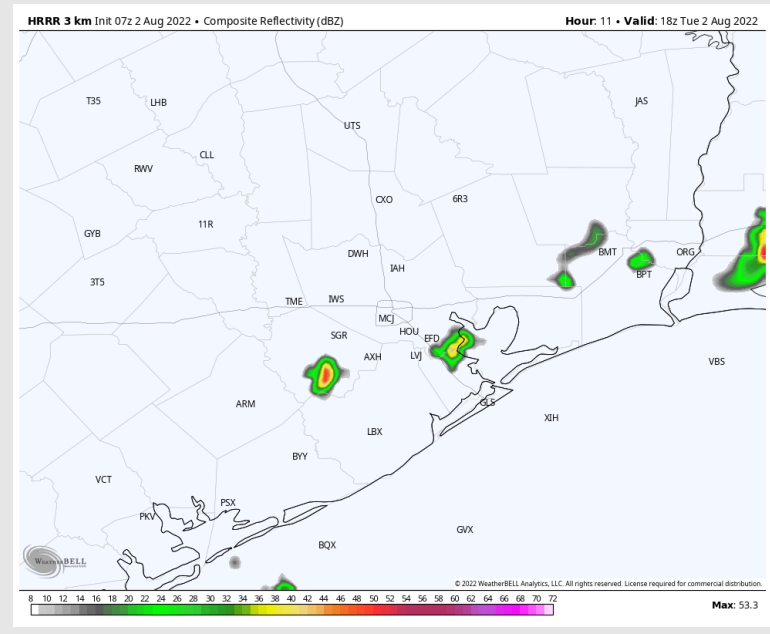 HRRR 3 km Init 07z 2 Aug 2022 • Composite Reflectivity (dBZ)
Hour: 11 • Valid: 18z Tue 2 Aug 2022
T35
LHB
JAS
UTS
CLL
RWV
CXO
6R3
11R
GYB
DWH
BMT
ORG
IAH
BPT
3T5
TME
IWS
MCJ
HOU
SGR
EFD
AXH
LVJ
VBS
ARM
GLS
XIH
LBX
BYY
VCT
PSX
PKV
GVX
BQX
WeatherBELL
© 2022 WeatherBELL Analytics, LLC. All rights reserved. License required for commercial distribution.
8 10 12 14 16 18 20 22 24 26 28 30 32 34 36 38 40 42 44 46 48 50 52 54 56 58 60 62 64 66 68 70 72
Max: 53.3